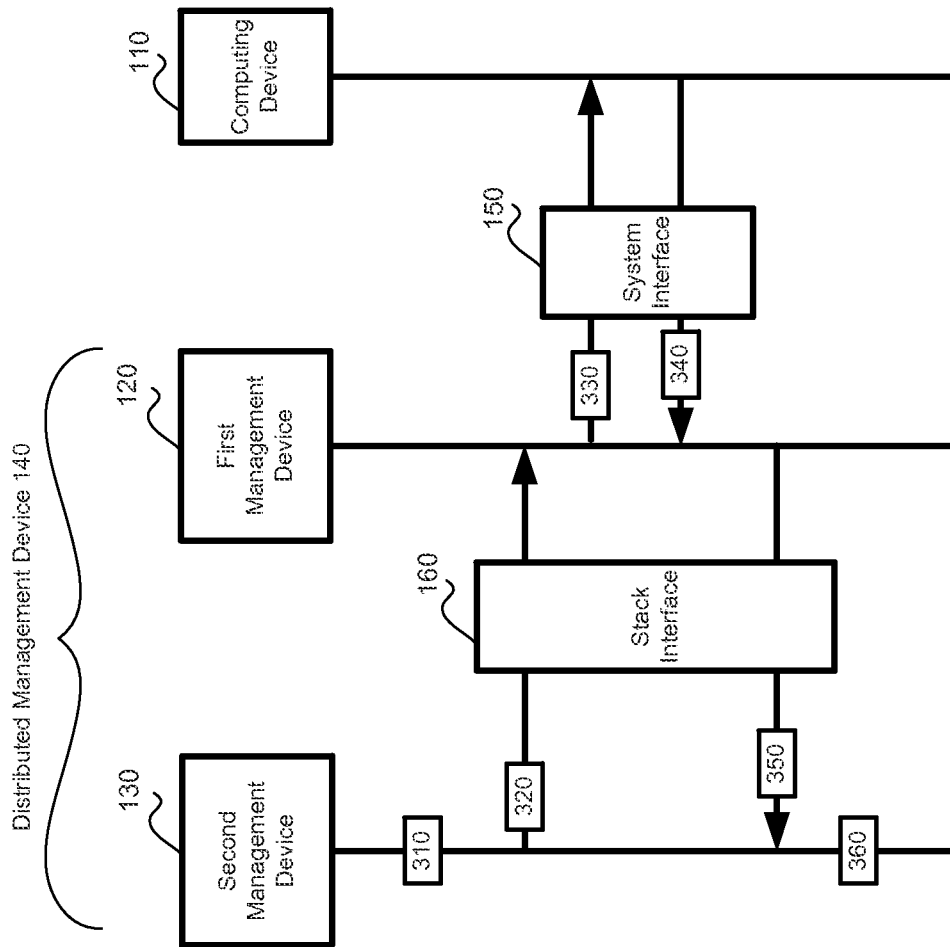 Distributed Management Device 140
130
120
110
Second
Management
Device
First
Management
Device
Computing
Device
310
160
150
320
Stack
Interface
330
System
Interface
340
350
360